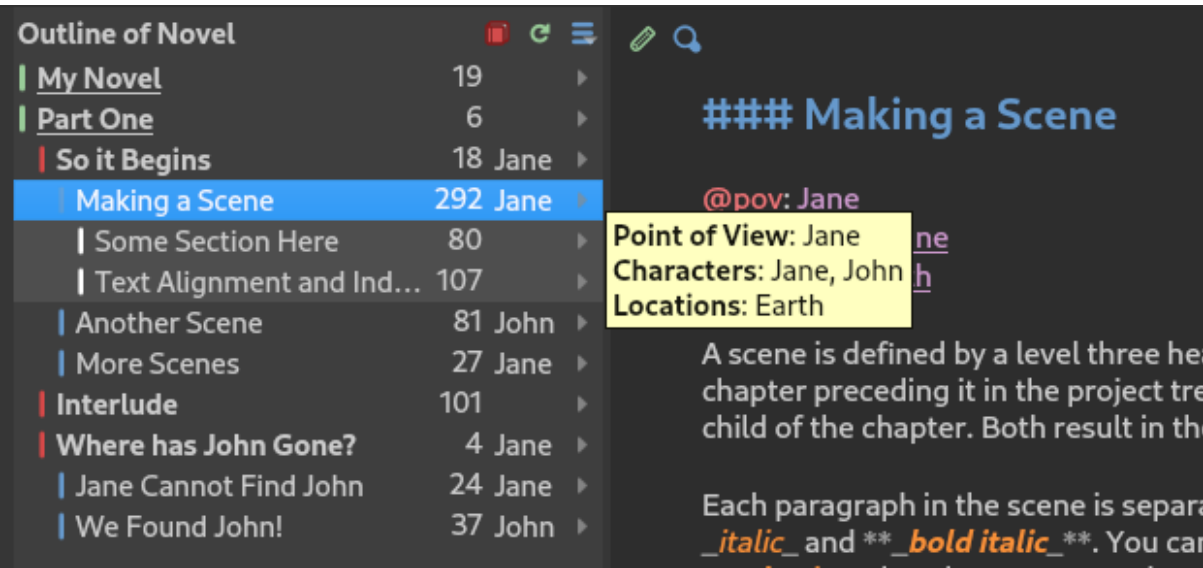 Outline of Novel
My Novel 19
Part One 6
So it Begins 18 Jane
Making a Scene 292 Jane
Some Section Here 80
Text Alignment and Ind... 107
Another Scene 81 John
More Scenes 27 Jane
Interlude 101
Where has John Gone? 4 Jane
Jane Cannot Find John 24 Jane
We Found John! 37 John
### Making a Scene
@pov: Jane
Point of View: Jane
Characters: Jane, John
Locations: Earth
ne
h
A scene is defined by a level three hea
chapter preceding it in the project tre
child of the chapter. Both result in the
Each paragraph in the scene is separa
_italic_ and **_bold italic_**. You can